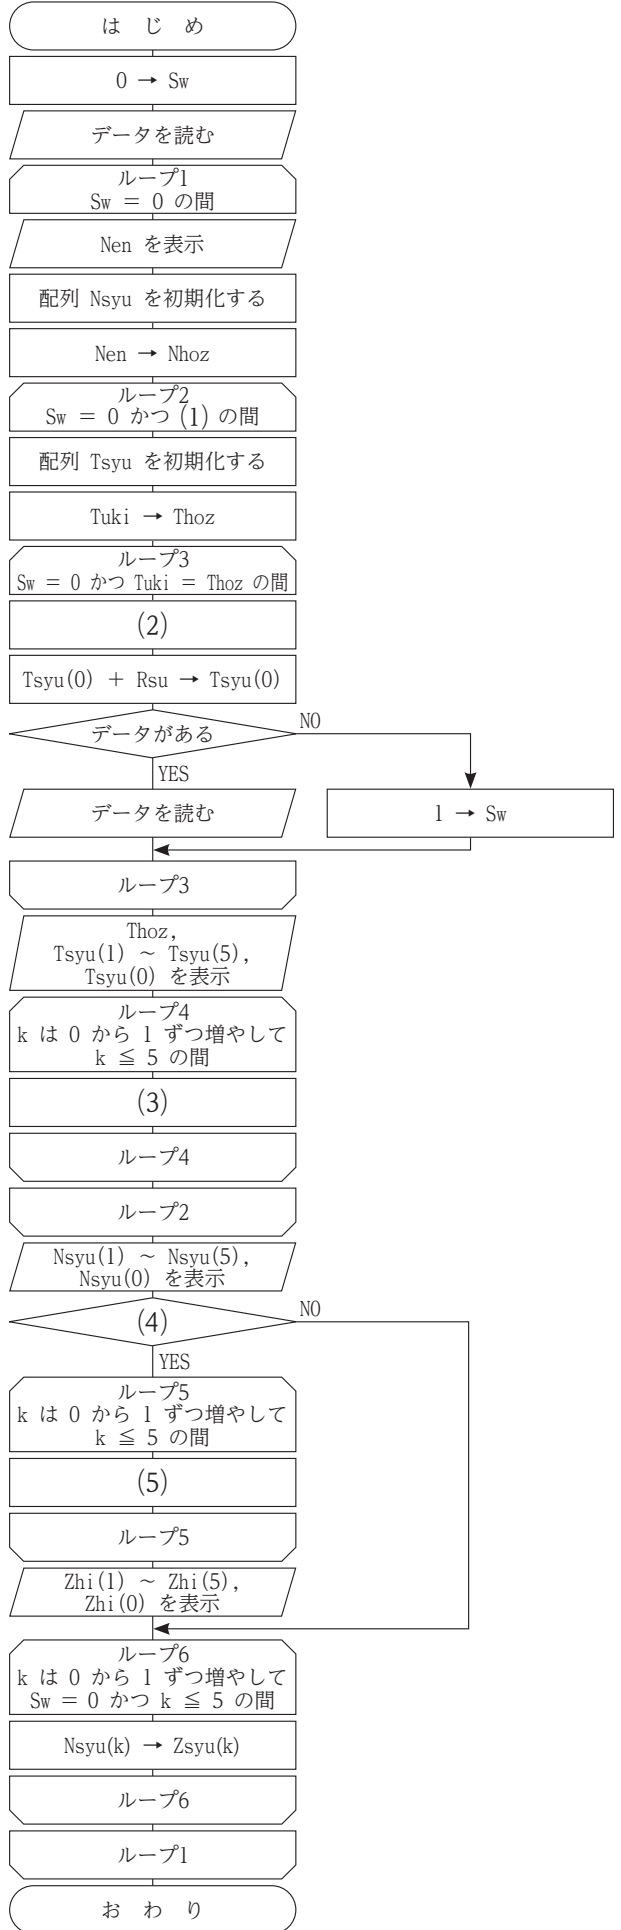 は じ め
0 → Sw
データを読む
ループ1
Sw = 0 の間
Nen を表示
配列 Nsyu を初期化する
Nen → Nhoz
ループ2
Sw = 0 かつ (1) の間
配列 Tsyu を初期化する
Tuki → Thoz
ループ3
Sw = 0 かつ Tuki = Thoz の間
(2)
Tsyu(0) + Rsu → Tsyu(0)
データがある
NO
YES
データを読む
1 → Sw
ループ3
Thoz,
Tsyu(1) ~ Tsyu(5),
Tsyu(0) を表示
ループ4
k は 0 から 1 ずつ増やして
k ≦ 5 の間
(3)
ループ4
ループ2
Nsyu(1) ~ Nsyu(5),
Nsyu(0) を表示
(4)
NO
YES
ループ5
k は 0 から 1 ずつ増やして
k ≦ 5 の間
(5)
ループ5
Zhi(1) ~ Zhi(5),
Zhi(0) を表示
ループ6
k は 0 から 1 ずつ増やして
Sw = 0 かつ k ≦ 5 の間
Nsyu(k) → Zsyu(k)
ループ6
ループ1
お わ り